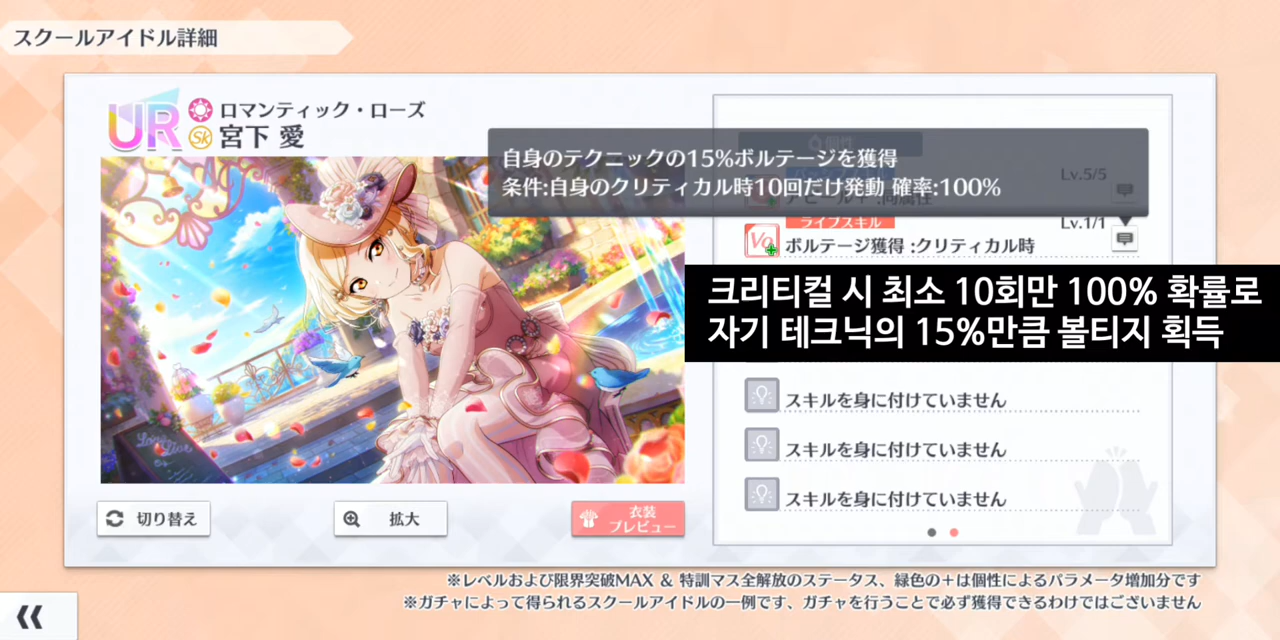 スクールアイドル詳細
UR
ロマンティック・ローズ
Sk
宮下 愛
自身のテクニックの15%ボルテージを獲得
条件:自身のクリティカル時10回だけ発動 確率:100%
個性
Lv.5/5
アピール+ :同属性
ライブスキル
Lv.1/1
Vo
ボルテージ獲得 :クリティカル時
크리티컬 시 최소 10회만 100% 확률로
자기 테크닉의 15%만큼 볼티지 획득
スキルを身に付けていません
スキルを身に付けていません
スキルを身に付けていません
切り替え
拡大
衣装
プレビュー
※レベルおよび限界突破MAX & 特訓マス全解放のステータス、緑色の+は個性によるパラメータ増加分です
※ガチャによって得られるスクールアイドルの一例です、ガチャを行うことで必ず獲得できるわけではございません